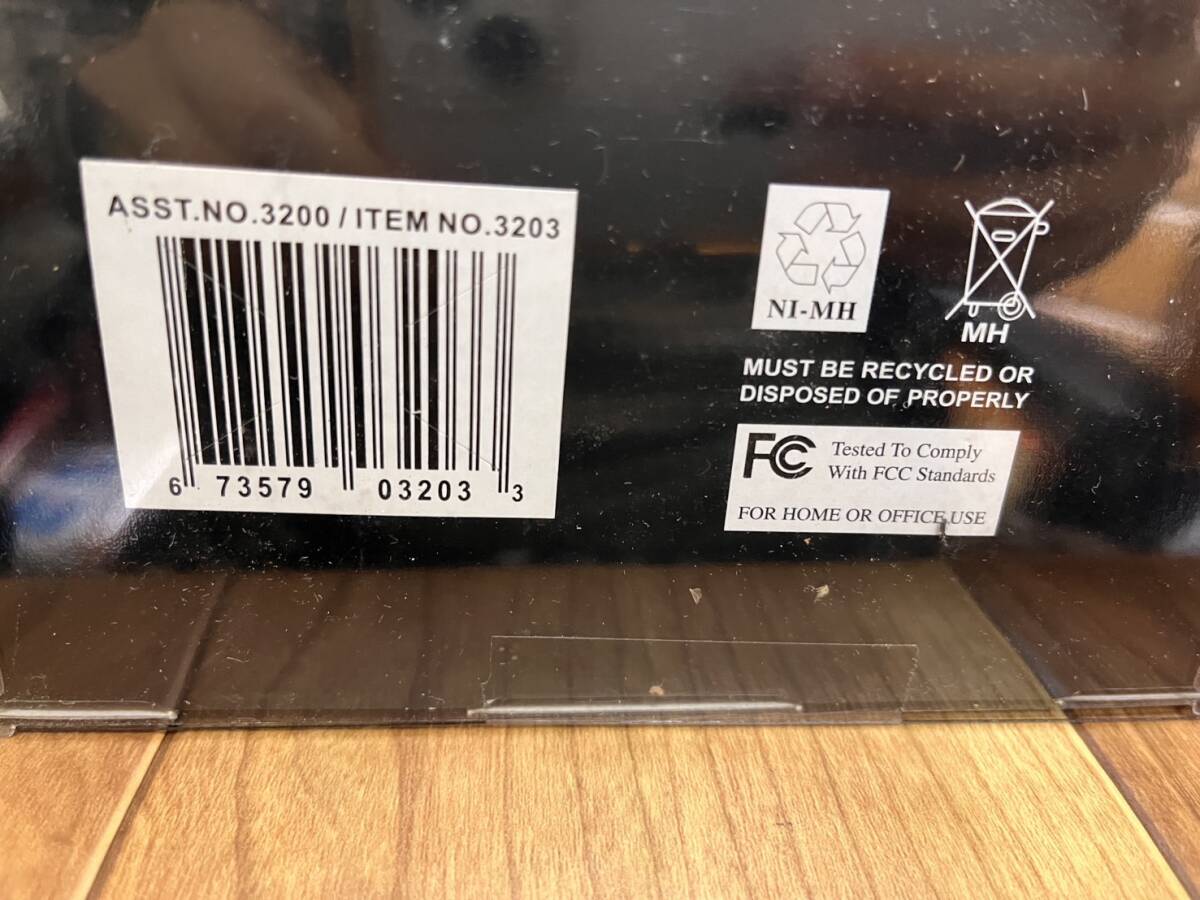 ASST.NO.3200 / ITEM NO.3203
6 73579 03203 3
NI-MH
MH
MUST BE RECYCLED OR
DISPOSED OF PROPERLY
FC Tested To Comply
With FCC Standards
FOR HOME OR OFFICE USE